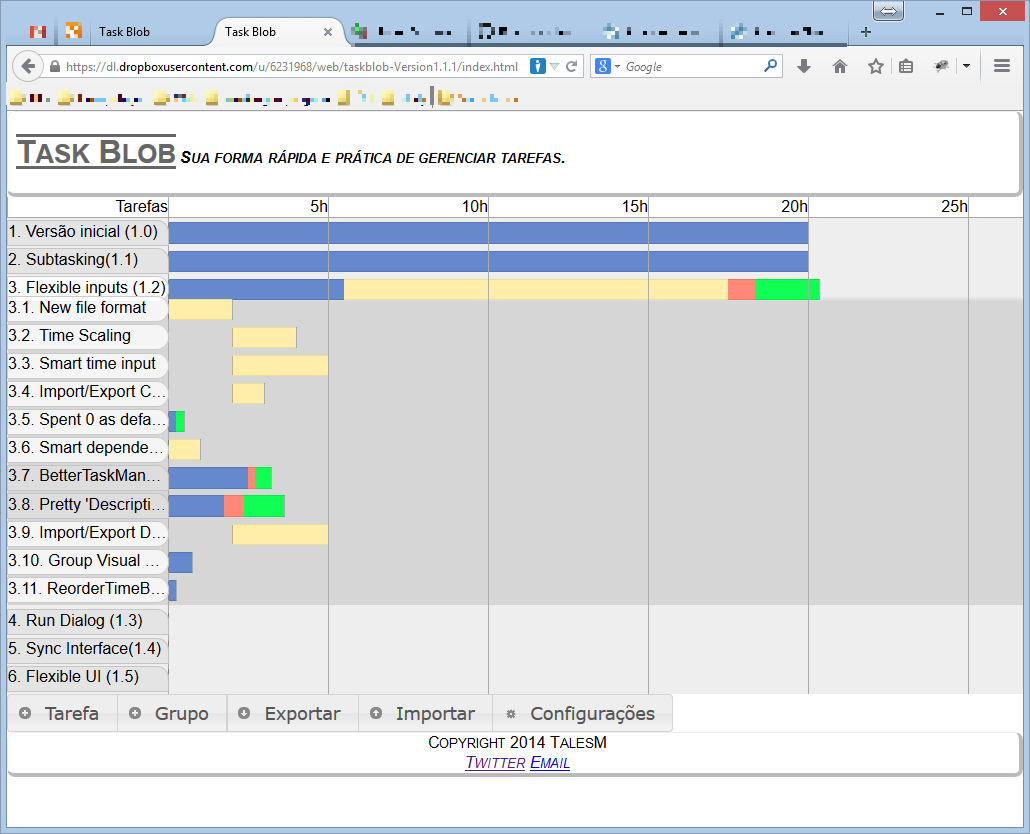 Task Blob
Task Blob
https://dl.dropboxusercontent.com/u/6231968/web/taskblob-Version1.1.1/index.html
Google
TASK BLOB SUA FORMA RÁPIDA E PRÁTICA DE GERENCIAR TAREFAS.
Tarefas 5h 10h 15h 20h 25h
1. Versão inicial (1.0)
2. Subtasking(1.1)
3. Flexible inputs (1.2)
3.1. New file format
3.2. Time Scaling
3.3. Smart time input
3.4. Import/Export C...
3.5. Spent 0 as defa...
3.6. Smart depende...
3.7. BetterTaskMan...
3.8. Pretty 'Descripti...
3.9. Import/Export D...
3.10. Group Visual ...
3.11. ReorderTimeB...
4. Run Dialog (1.3)
5. Sync Interface(1.4)
6. Flexible UI (1.5)
Tarefa Grupo Exportar Importar Configurações
COPYRIGHT 2014 TALESM
TWITTER EMAIL